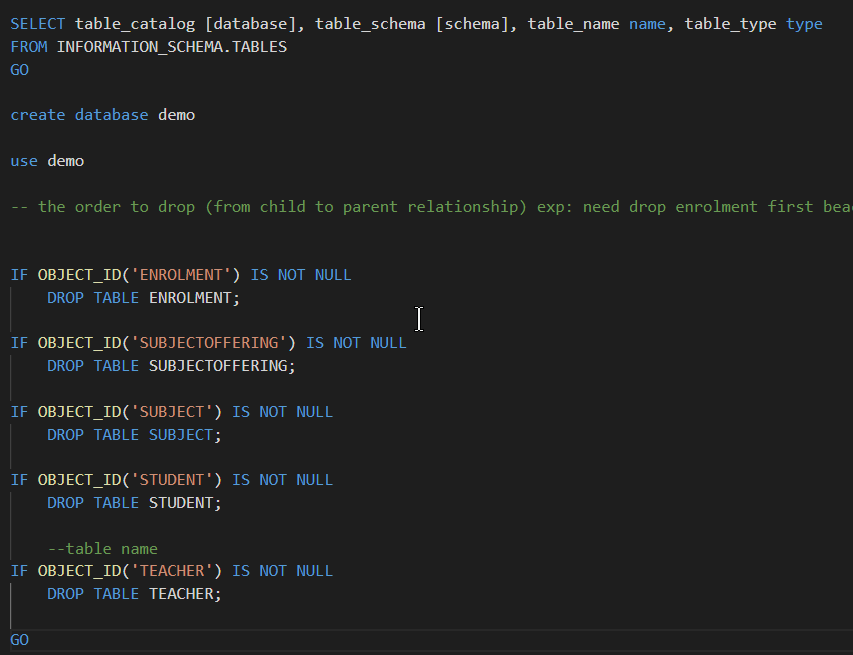 SELECT table_catalog [database], table_schema [schema], table_name name, table_type type
FROM INFORMATION_SCHEMA.TABLES
GO
create database demo
use demo
-- the order to drop (from child to parent relationship) exp: need drop enrolment first
IF OBJECT_ID('ENROLMENT') IS NOT NULL
DROP TABLE ENROLMENT;
IF OBJECT_ID('SUBJECTOFFERING') IS NOT NULL
DROP TABLE SUBJECTOFFERING;
IF OBJECT_ID('SUBJECT') IS NOT NULL
DROP TABLE SUBJECT;
IF OBJECT_ID('STUDENT') IS NOT NULL
DROP TABLE STUDENT;
--table name
IF OBJECT_ID('TEACHER') IS NOT NULL
DROP TABLE TEACHER;
GO